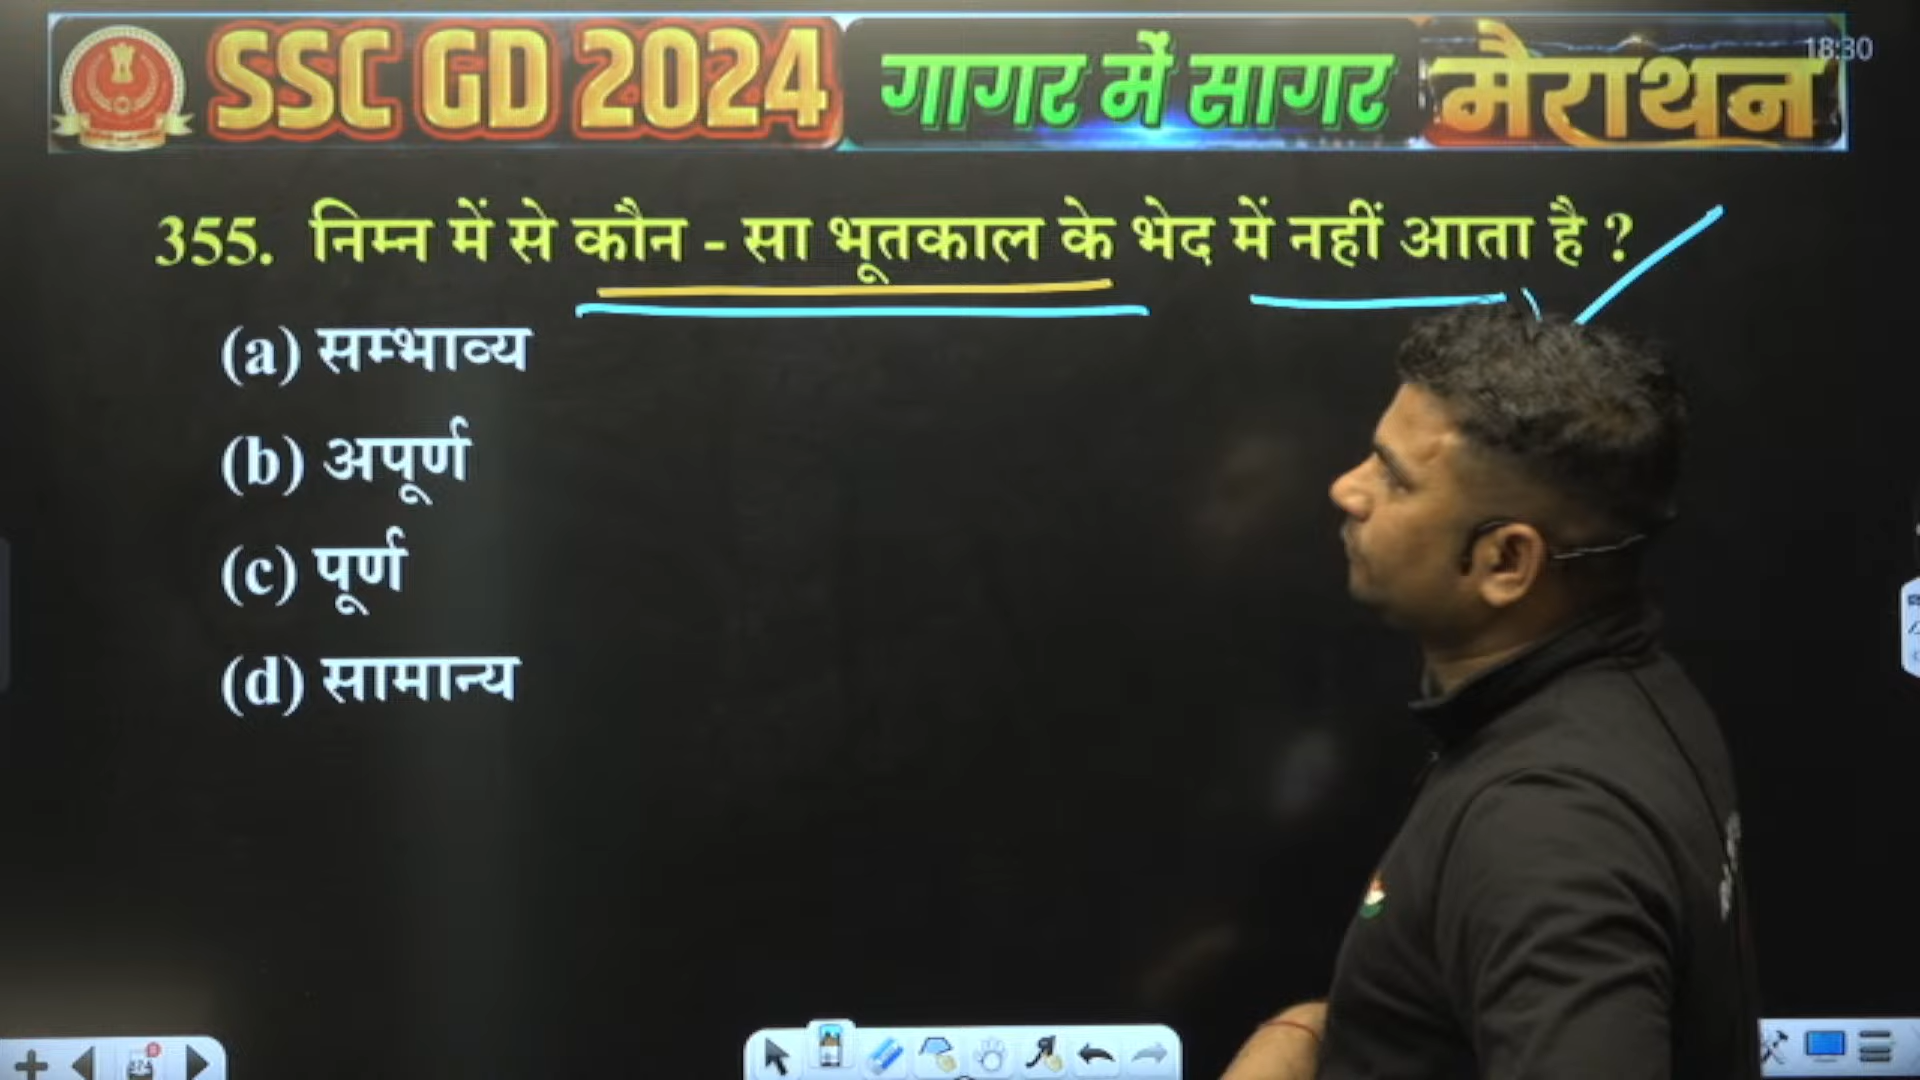 SSC GD 2024 गागर में सागर मैराथन
18:30
355. निम्न में से कौन - सा भूतकाल के भेद में नहीं आता है ?
(a) सम्भाव्य
(b) अपूर्ण
(c) पूर्ण
(d) सामान्य